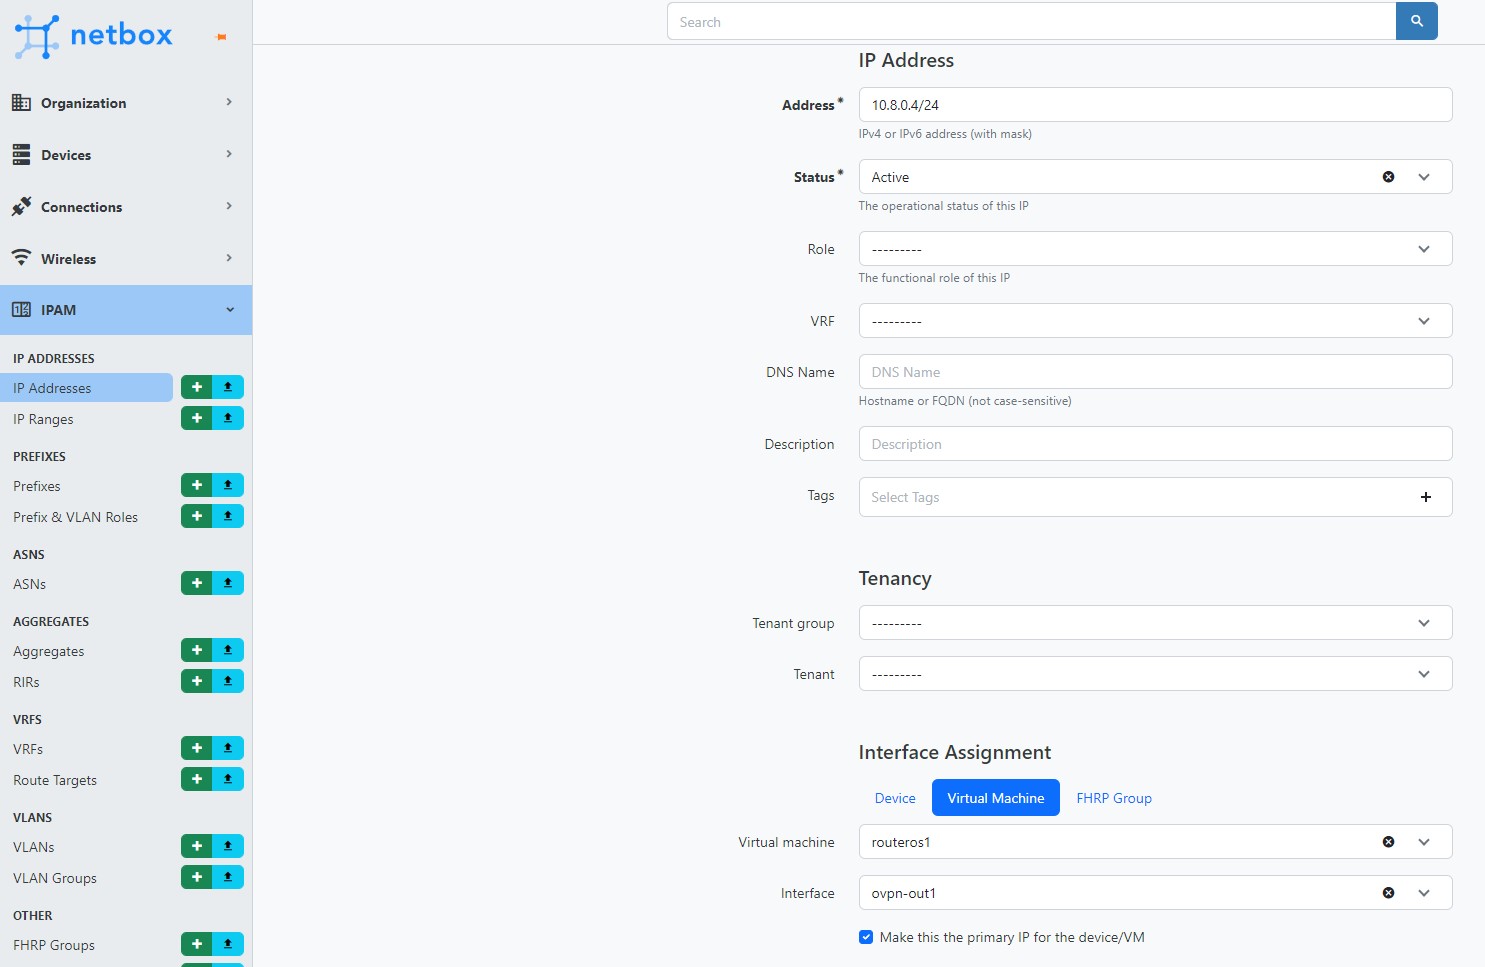 netbox
Search
Organization
Devices
Connections
Wireless
IPAM
IP ADDRESSES
IP Addresses
IP Ranges
PREFIXES
Prefixes
Prefix & VLAN Roles
ASNS
ASNs
AGGREGATES
Aggregates
RIRs
VRFS
VRFs
Route Targets
VLANS
VLANs
VLAN Groups
OTHER
FHRP Groups
IP Address
Address* 10.8.0.4/24
IPv4 or IPv6 address (with mask)
Status* Active
The operational status of this IP
Role ---------
The functional role of this IP
VRF ---------
DNS Name DNS Name
Hostname or FQDN (not case-sensitive)
Description Description
Tags Select Tags
Tenancy
Tenant group ---------
Tenant ---------
Interface Assignment
Device Virtual Machine FHRP Group
Virtual machine routeros1
Interface ovpn-out1
Make this the primary IP for the device/VM